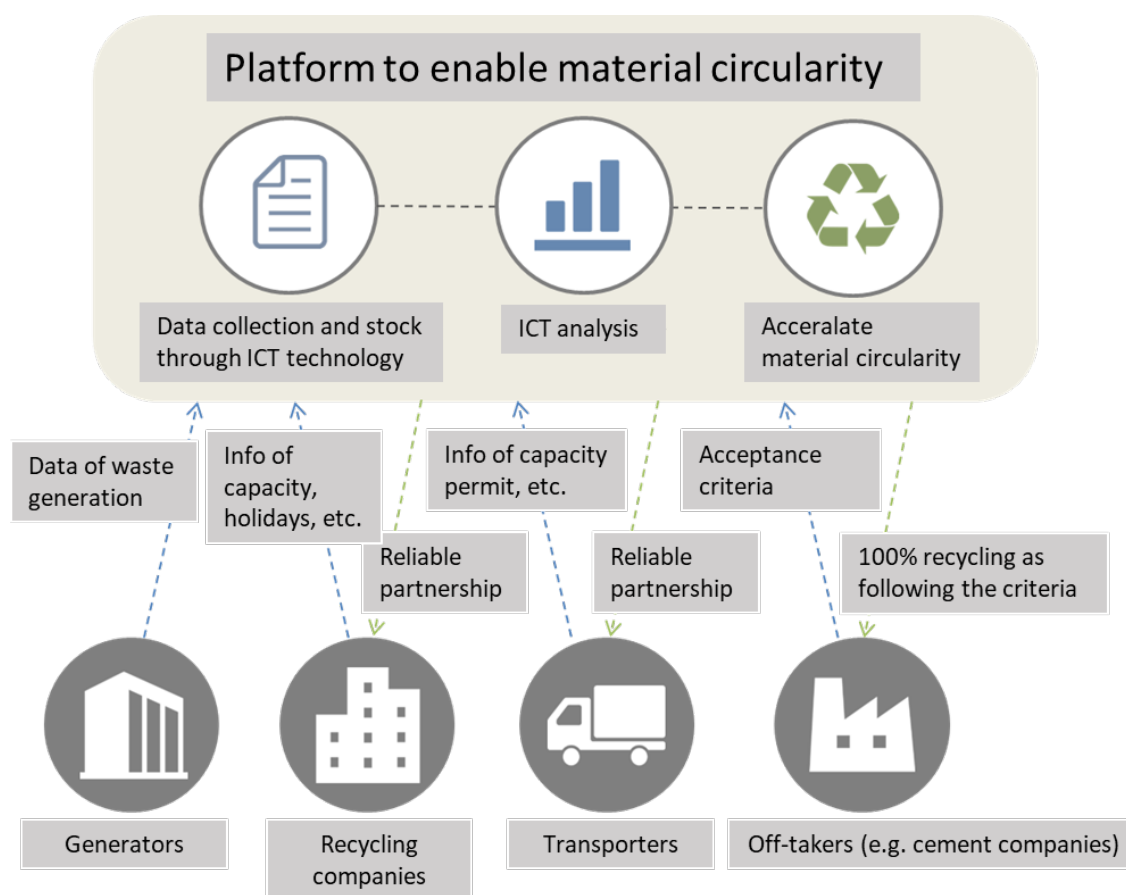 Platform to enable material circularity
Data collection and stock
through ICT technology
ICT analysis
Acceralate
material circularity
Data of waste
generation
Info of
capacity,
holidays, etc.
Info of capacity
permit, etc.
Acceptance
criteria
Reliable
partnership
Reliable
partnership
100% recycling as
following the criteria
Generators
Recycling
companies
Transporters
Off-takers (e.g. cement companies)